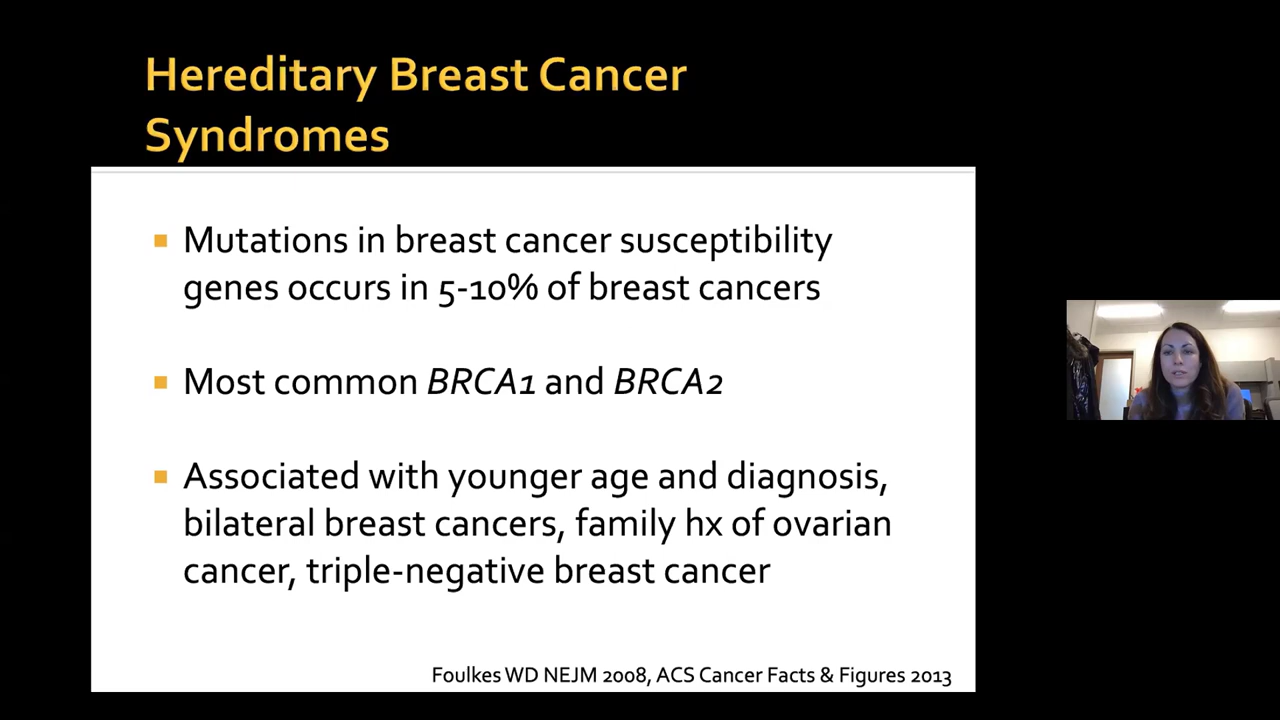 Hereditary Breast Cancer
Syndromes
Mutations in breast cancer susceptibility
genes occurs in 5-10% of breast cancers
Most common BRCA1 and BRCA2
Associated with younger age and diagnosis,
bilateral breast cancers, family hx of ovarian
cancer, triple-negative breast cancer
Foulkes WD NEJM 2008, ACS Cancer Facts & Figures 2013